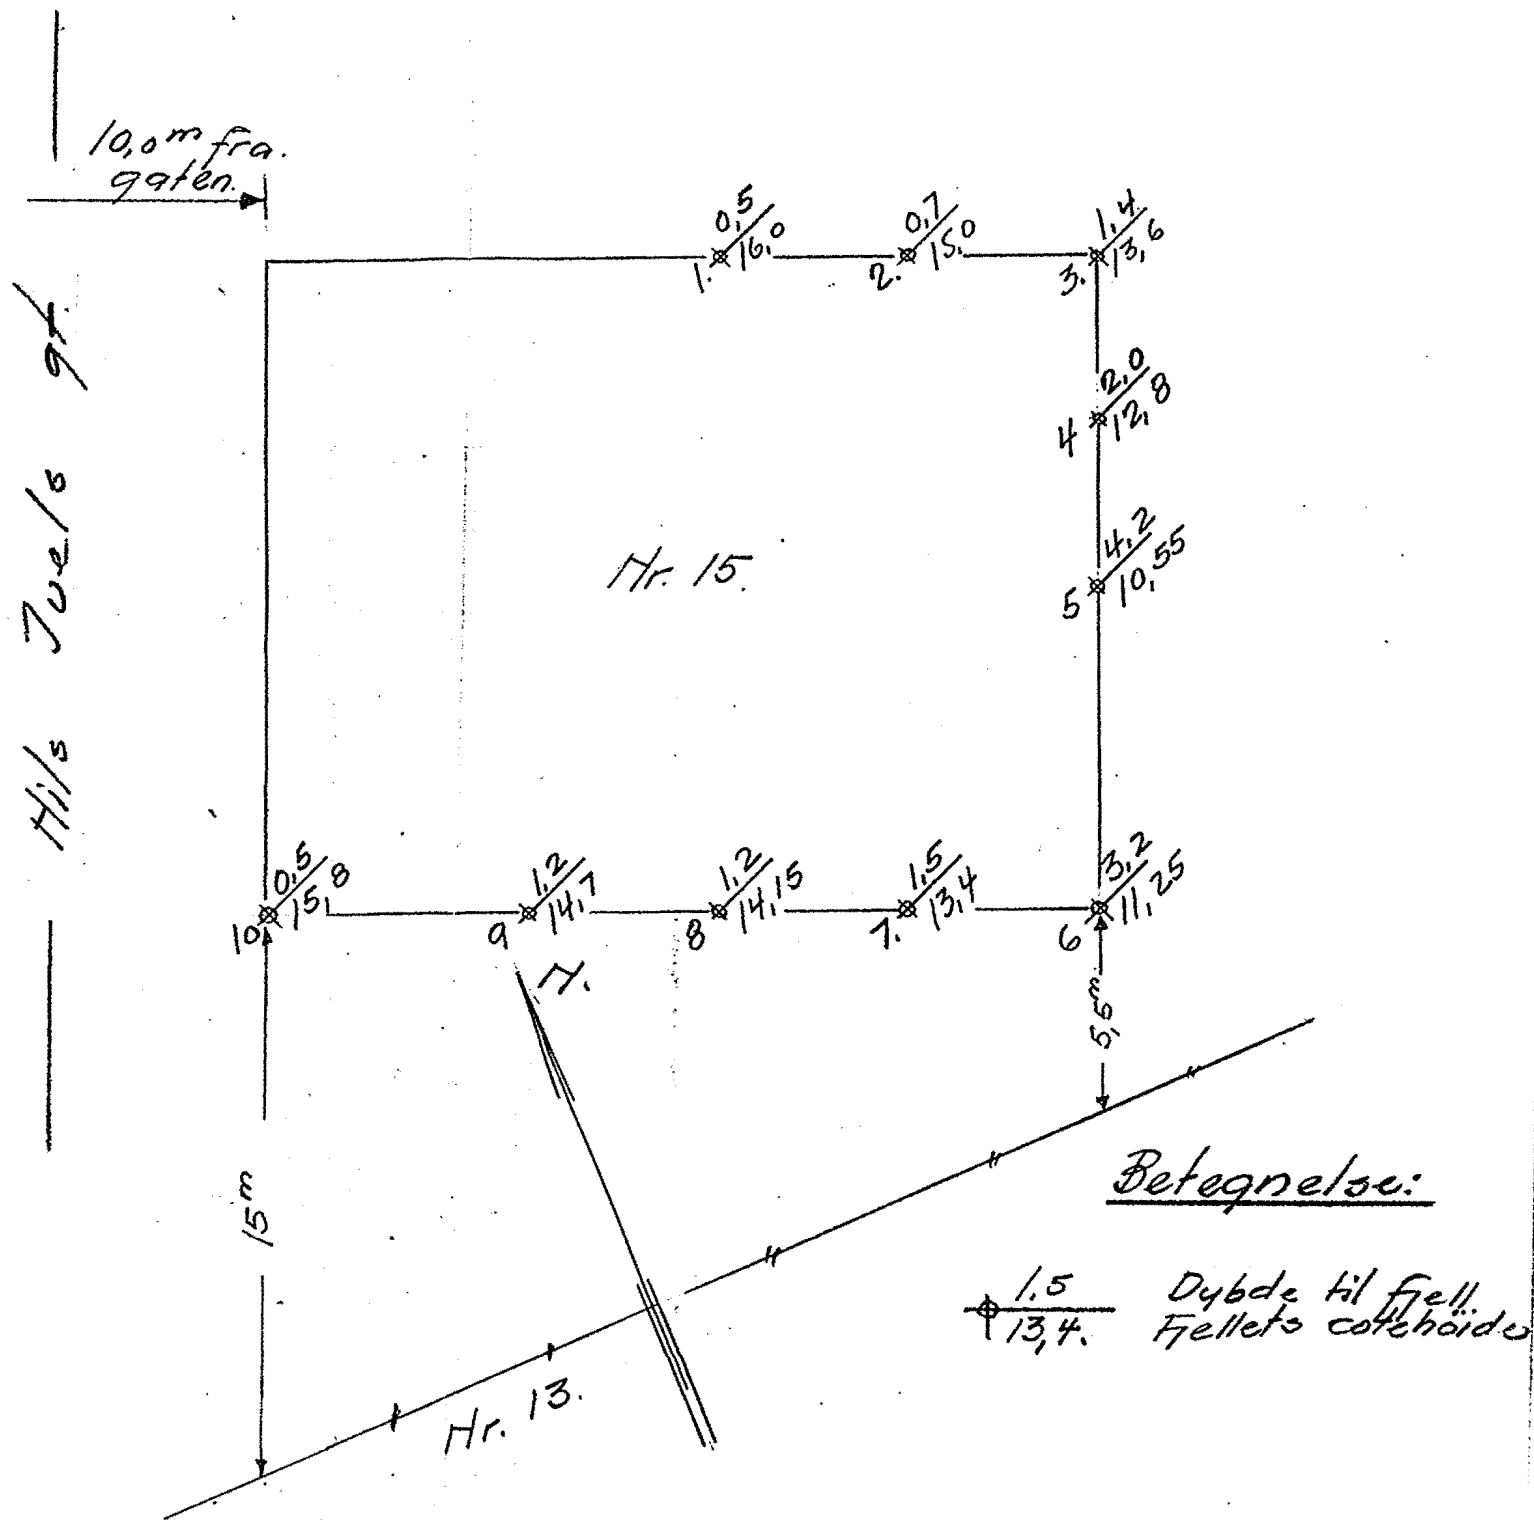 10,0 m fra.
gaten.
Nils Juels gt.
0,5
1. 16,0
0,7
2. 15,0
1,4
3. 13,6
2,0
4 12,8
4,2
5 10,55
Nr. 15.
0,5
10 15,8
1,2
9 14,7
1,2
8 14,15
1,5
7. 13,4
3,2
6 11,25
N.
5,5 m
15 m
Nr. 13.
Betegnelse:
1.5 Dybde til fjell.
13,4. Fjellets cotehöide